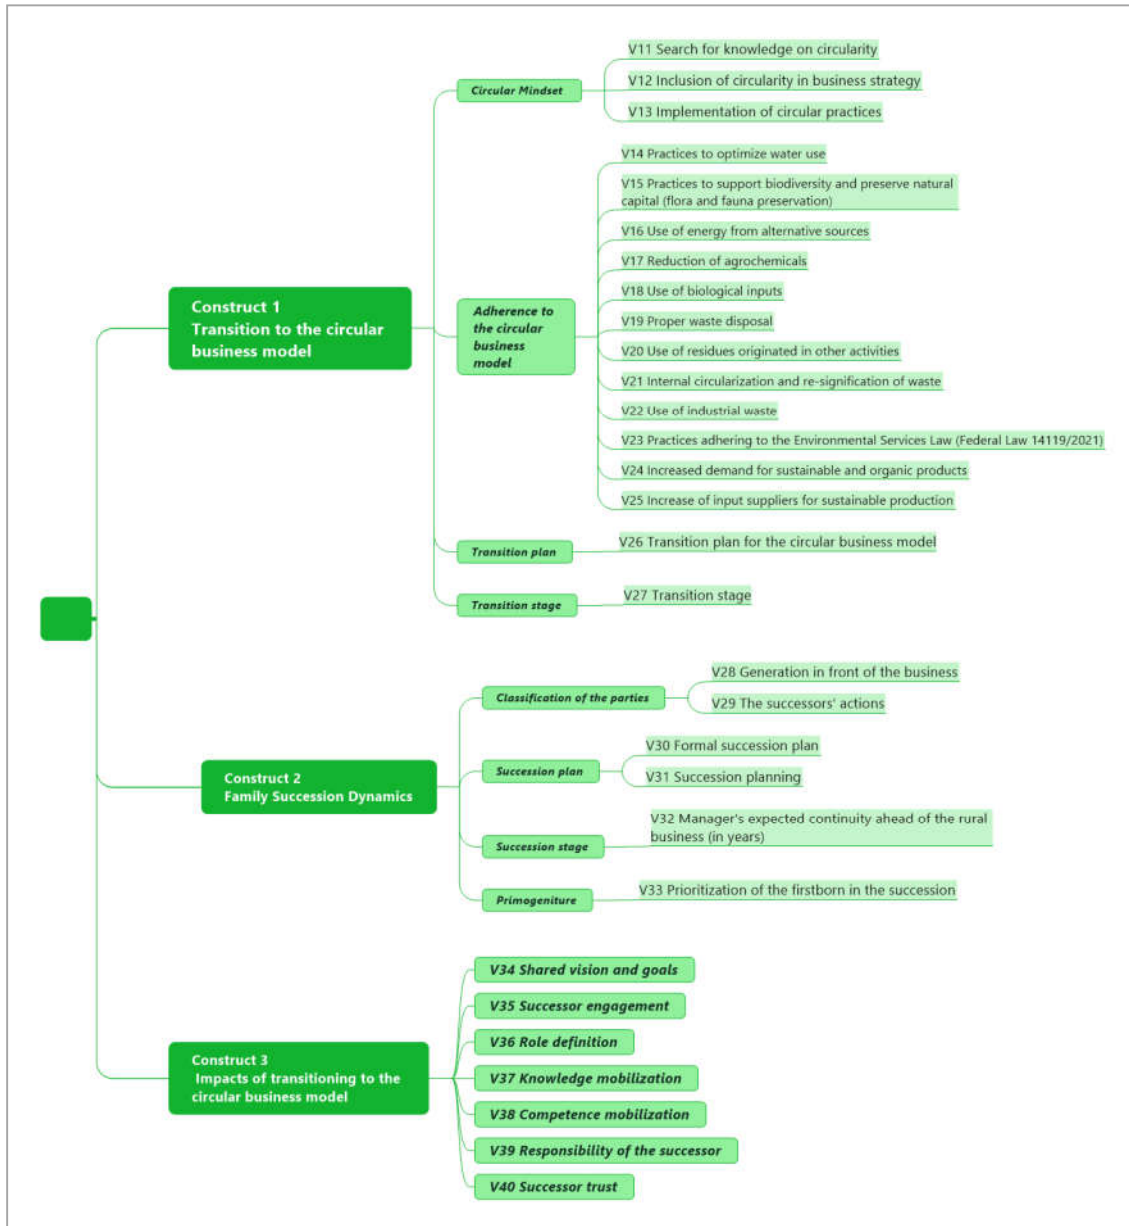 Construct 1
Transition to the circular
business model
Circular Mindset
V11 Search for knowledge on circularity
V12 Inclusion of circularity in business strategy
V13 Implementation of circular practices
Adherence to
the circular
business
model
V14 Practices to optimize water use
V15 Practices to support biodiversity and preserve natural
capital (flora and fauna preservation)
V16 Use of energy from alternative sources
V17 Reduction of agrochemicals
V18 Use of biological inputs
V19 Proper waste disposal
V20 Use of residues originated in other activities
V21 Internal circularization and re-signification of waste
V22 Use of industrial waste
V23 Practices adhering to the Environmental Services Law (Federal Law 14119/2021)
V24 Increased demand for sustainable and organic products
V25 Increase of input suppliers for sustainable production
Transition plan
V26 Transition plan for the circular business model
Transition stage
V27 Transition stage
Construct 2
Family Succession Dynamics
Classification of the parties
V28 Generation in front of the business
V29 The successors' actions
Succession plan
V30 Formal succession plan
V31 Succession planning
Succession stage
V32 Manager's expected continuity ahead of the rural
business (in years)
Primogeniture
V33 Prioritization of the firstborn in the succession
Construct 3
Impacts of transitioning to the
circular business model
V34 Shared vision and goals
V35 Successor engagement
V36 Role definition
V37 Knowledge mobilization
V38 Competence mobilization
V39 Responsibility of the successor
V40 Successor trust